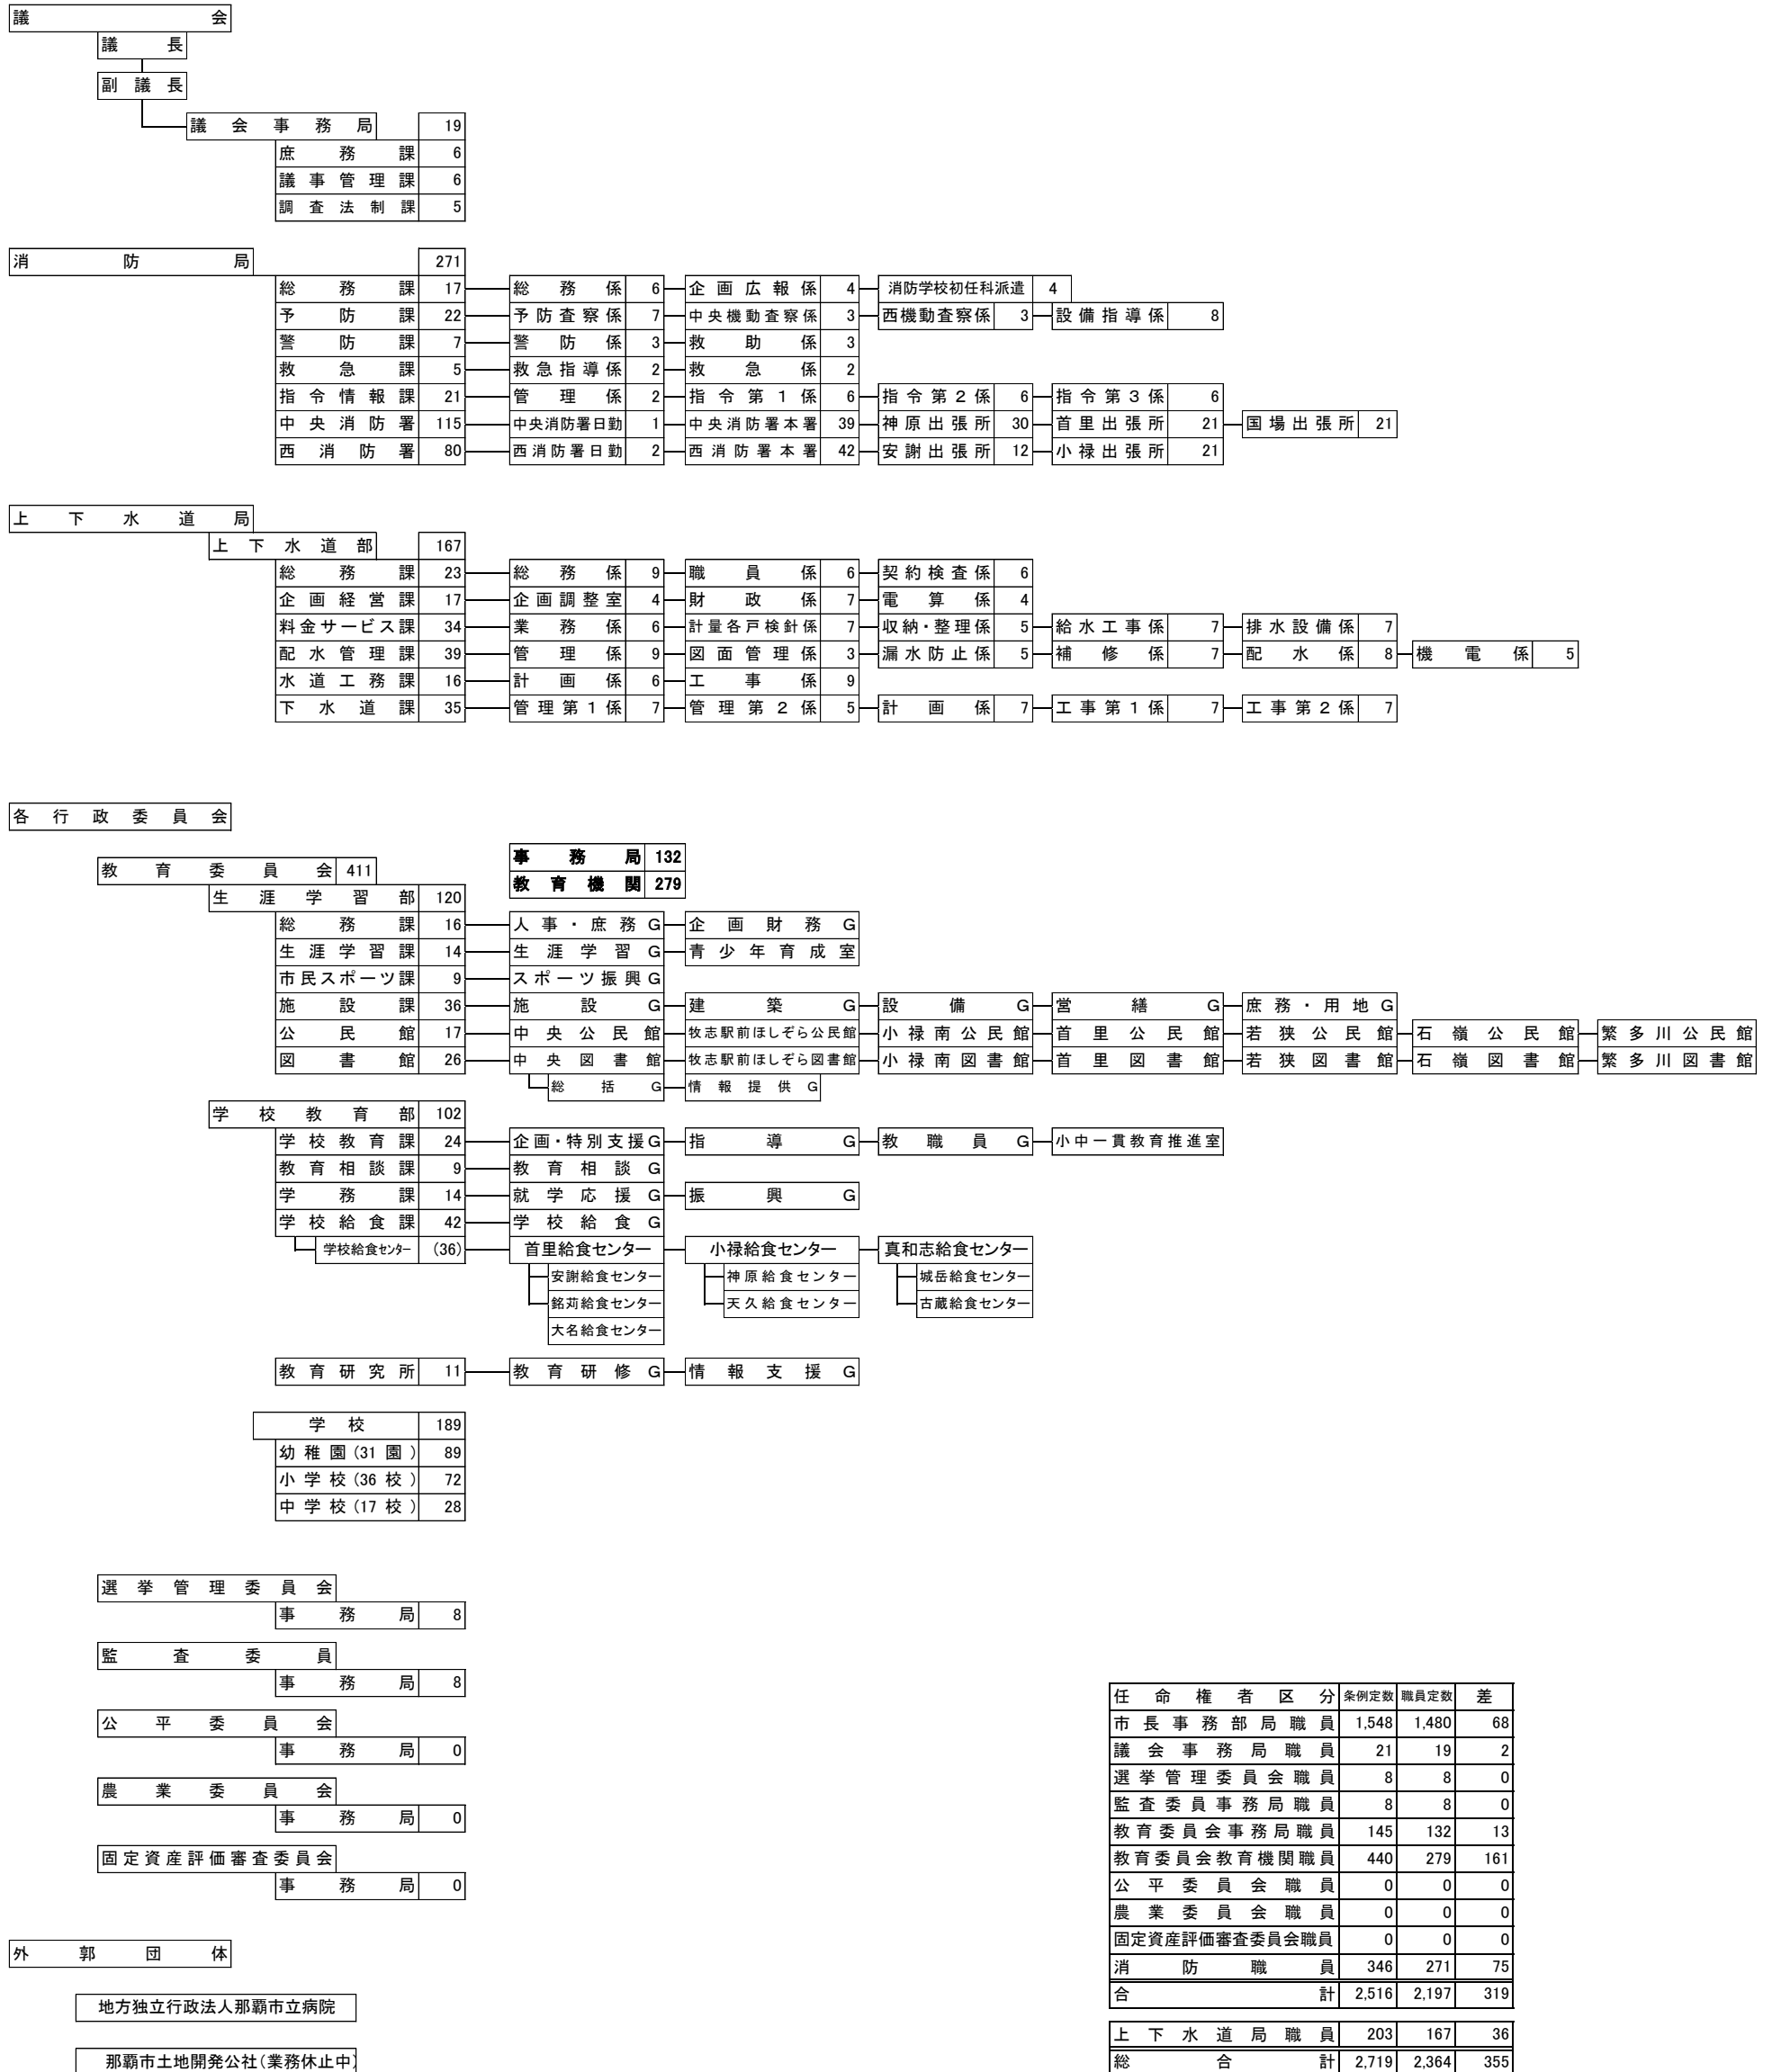 議会
議長
副議長
議会事務局 19
庶務課 6
議事管理課 6
調査法制課 5
消防局 271
総務課 17 総務係 6 企画広報係 4 消防学校初任科派遣 4
予防課 22 予防査察係 7 中央機動査察係 3 西機動査察係 3 設備指導係 8
警防課 7 警防係 3 救助係 3
救急課 5 救急指導係 2 救急係 2
指令情報課 21 管理係 2 指令第1係 6 指令第2係 6 指令第3係 6
中央消防署 115 中央消防署日勤 1 中央消防署本署 39 神原出張所 30 首里出張所 21 国場出張所 21
西消防署 80 西消防署日勤 2 西消防署本署 42 安謝出張所 12 小禄出張所 21
上下水道局
上下水道部 167
総務課 23 総務係 9 職員係 6 契約検査係 6
企画経営課 17 企画調整室 4 財政係 7 電算係 4
料金サービス課 34 業務係 6 計量各戸検針係 7 収納・整理係 5 給水工事係 7 排水設備係 7
配水管理課 39 管理係 9 図面管理係 3 漏水防止係 5 補修係 7 配水係 8 機電係 5
水道工務課 16 計画係 6 工事係 9
下水道課 35 管理第1係 7 管理第2係 5 計画係 7 工事第1係 7 工事第2係 7
各行政委員会
事務局 132
教育委員会 411
教育機関 279
生涯学習部 120
総務課 16 人事・庶務G 企画財務G
生涯学習課 14 生涯学習G 青少年育成室
市民スポーツ課 9 スポーツ振興G
施設課 36 施設G 建築G 設備G 営繕G 庶務・用地G
公民館 17 中央公民館 牧志駅前ほしぞら公民館 小禄南公民館 首里公民館 若狭公民館 石嶺公民館 繁多川公民館
図書館 26 中央図書館 牧志駅前ほしぞら図書館 小禄南図書館 首里図書館 若狭図書館 石嶺図書館 繁多川図書館
総括G 情報提供G
学校教育部 102
学校教育課 24 企画・特別支援G 指導G 教職員G 小中一貫教育推進室
教育相談課 9 教育相談G
学務課 14 就学応援G 振興G
学校給食課 42 学校給食G
学校給食センター (36) 首里給食センター 小禄給食センター 真和志給食センター
安謝給食センター 神原給食センター 城岳給食センター
銘苅給食センター 天久給食センター 古蔵給食センター
大名給食センター
教育研究所 11 教育研修G 情報支援G
学校 189
幼稚園(31園) 89
小学校(36校) 72
中学校(17校) 28
選挙管理委員会
事務局 8
監査委員
事務局 8
公平委員会
事務局 0
農業委員会
事務局 0
固定資産評価審査委員会
事務局 0
外郭団体
地方独立行政法人那覇市立病院
那覇市土地開発公社(業務休止中)
任命権者区分 条例定数 職員定数 差
市長事務部局職員 1,548 1,480 68
議会事務局職員 21 19 2
選挙管理委員会職員 8 8 0
監査委員事務局職員 8 8 0
教育委員会事務局職員 145 132 13
教育委員会教育機関職員 440 279 161
公平委員会職員 0 0 0
農業委員会職員 0 0 0
固定資産評価審査委員会職員 0 0 0
消防職員 346 271 75
合計 2,516 2,197 319
上下水道局職員 203 167 36
総合計 2,719 2,364 355